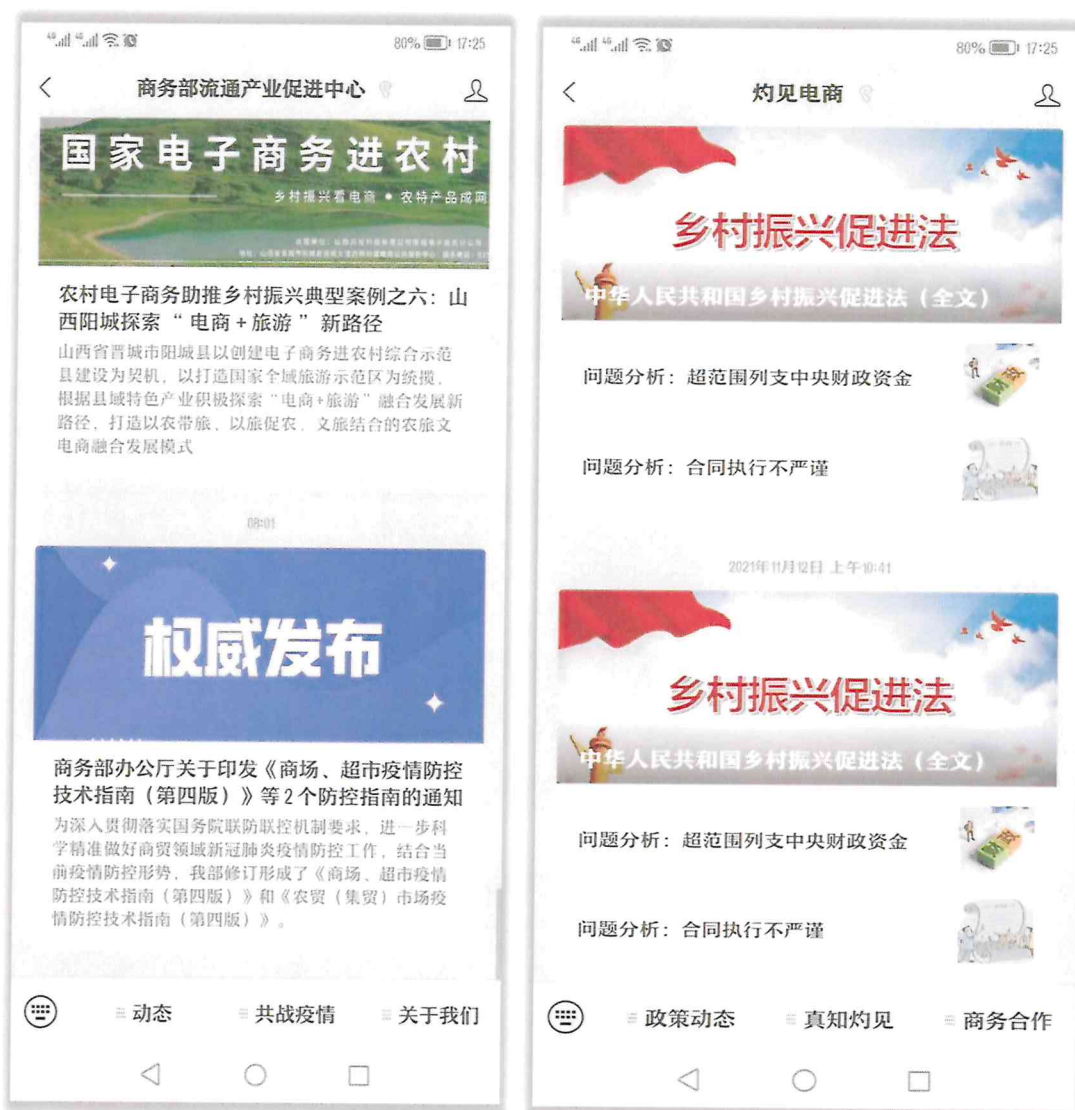 80% 17:25
商务部流通产业促进中心
国家电子商务进农村
乡村振兴看电商 • 农特产品成网
农村电子商务助推乡村振兴典型案例之六：山
西阳城探索“电商+旅游”新路径
山西省晋城市阳城县以创建电子商务进农村综合示范
县建设为契机，以打造国家全域旅游示范区为统揽，
根据县域特色产业积极探索“电商+旅游”融合发展新
路径，打造以农带旅、以旅促农、文旅结合的农旅文
电商融合发展模式
08:01
权威发布
商务部办公厅关于印发《商场、超市疫情防控
技术指南（第四版）》等2个防控指南的通知
为深入贯彻落实国务院联防联控机制要求，进一步科
学精准做好商贸领域新冠肺炎疫情防控工作，结合当
前疫情防控形势，我部修订形成了《商场、超市疫情
防控技术指南（第四版）》和《农贸（集贸）市场疫
情防控技术指南（第四版）》。
动态
共战疫情
关于我们
80% 17:25
灼见电商
乡村振兴促进法
中华人民共和国乡村振兴促进法（全文）
问题分析：超范围列支中央财政资金
问题分析：合同执行不严谨
2021年11月12日 上午10:41
乡村振兴促进法
中华人民共和国乡村振兴促进法（全文）
问题分析：超范围列支中央财政资金
问题分析：合同执行不严谨
政策动态
真知灼见
商务合作